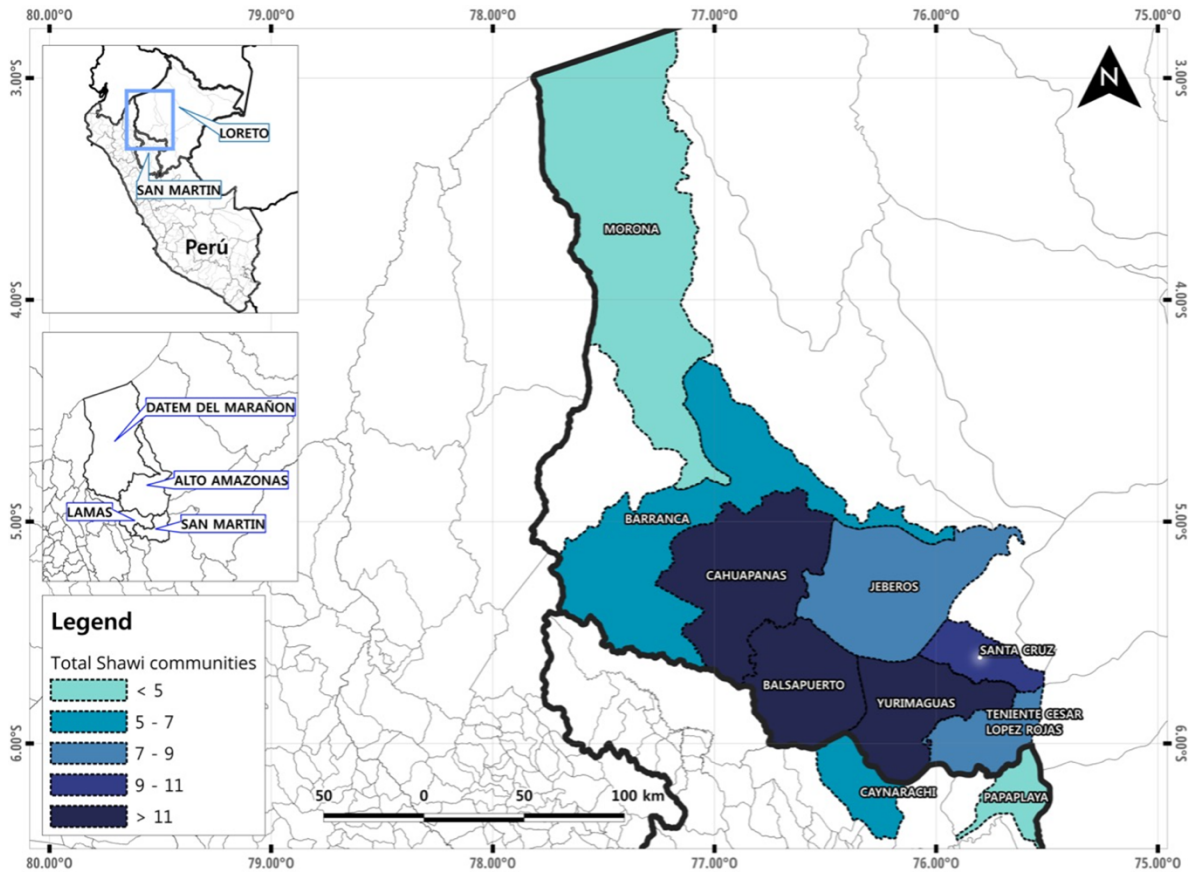 80.00°O 79.00°O 78.00°O 77.00°O 76.00°O 75.00°O
3.00°S
4.00°S
5.00°S
6.00°S
3.00°S
4.00°S
5.00°S
6.00°S
N
LORETO
SAN MARTIN
Perú
DATEM DEL MARAÑON
ALTO AMAZONAS
LAMAS
SAN MARTIN
Legend
Total Shawi communities
< 5
5 - 7
7 - 9
9 - 11
> 11
MORONA
BARRANCA
CAHUAPANAS
JEBEROS
SANTA CRUZ
BALSAPUERTO
YURIMAGUAS
TENIENTE CESAR
LOPEZ ROJAS
CAYNARACHI
PAPAPLAYA
50 0 50 100 km
80.00°O 79.00°O 78.00°O 77.00°O 76.00°O 75.00°O